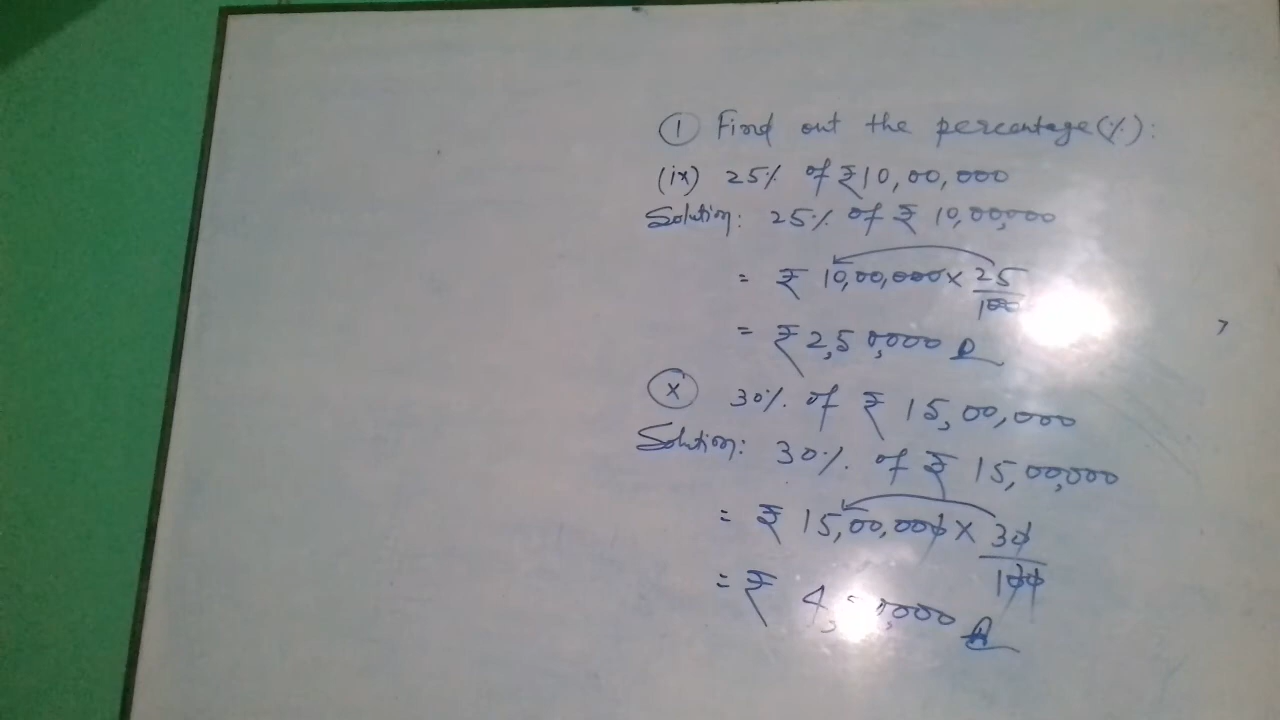 ① Find out the percentage (%):
(ix) 25% of ₹10,00,000
Solution: 25% of ₹ 10,00,000
= ₹ 10,00,000 × 25/100
= ₹ 2,50,000
ⓧ 30% of ₹ 15,00,000
Solution: 30% of ₹ 15,00,000
= ₹ 15,00,000 × 30/100
= ₹